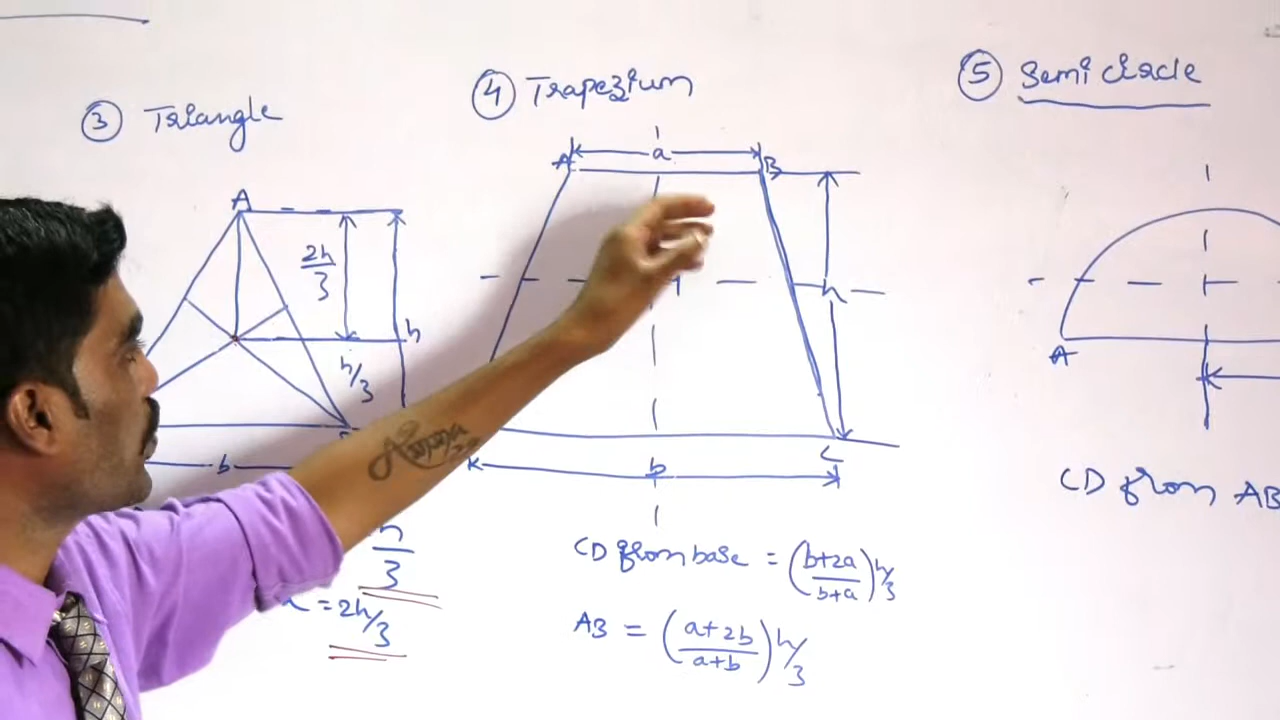 ③ Triangle
A
2h/3
h
h/3
b
h/3
= 2h/3
④ Trapezium
a
A B
h
C
b
CD from base = (b+2a/b+a) h/3
AB = (a+2b/a+b) h/3
⑤ Semi circle
A
CD from AB